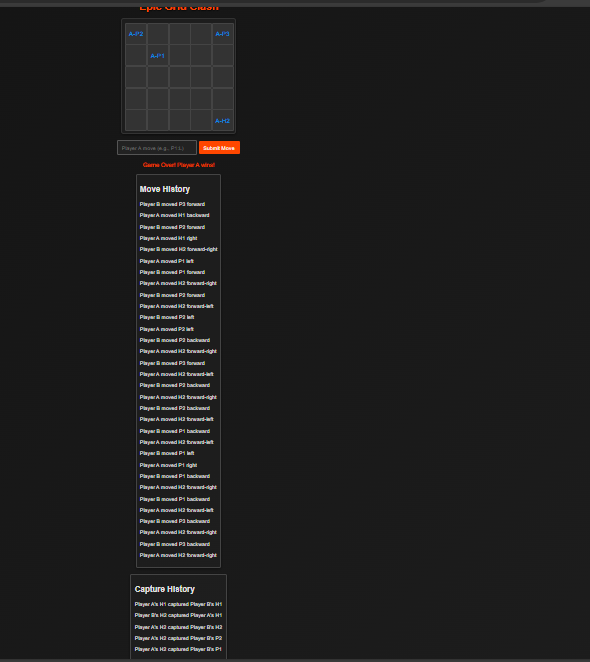 Epic Grid Clash
A-P2 A-P3
A-P1
A-H2
Player A move (e.g., P1:L)
Submit Move
Game Over! Player A wins!
Move History
Player B moved P3 forward
Player A moved H1 backward
Player B moved P2 forward
Player A moved H1 right
Player B moved H2 forward-right
Player A moved P1 left
Player B moved P1 forward
Player A moved H2 forward-right
Player B moved P2 forward
Player A moved H2 forward-left
Player B moved P2 left
Player A moved P2 left
Player B moved P2 backward
Player A moved H2 forward-right
Player B moved P3 forward
Player A moved H2 forward-left
Player B moved P3 backward
Player A moved H2 forward-right
Player B moved P2 backward
Player A moved H2 forward-left
Player B moved P1 backward
Player A moved H2 forward-left
Player B moved P1 left
Player A moved P1 right
Player B moved P1 backward
Player A moved H2 forward-right
Player B moved P1 backward
Player A moved H2 forward-left
Player B moved P3 backward
Player A moved H2 forward-right
Player B moved P3 backward
Player A moved H2 forward-right
Capture History
Player A's H1 captured Player B's H1
Player B's H2 captured Player A's H1
Player A's H2 captured Player B's H2
Player A's H2 captured Player B's P2
Player A's H2 captured Player B's P1